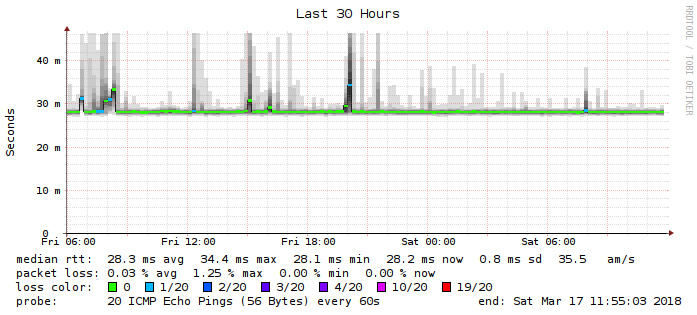 Last 30 Hours
RRDTOOL / TOBI OETIKER
Seconds
40 m
30 m
20 m
10 m
0
Fri 06:00 Fri 12:00 Fri 18:00 Sat 00:00 Sat 06:00
median rtt: 28.3 ms avg 34.4 ms max 28.1 ms min 28.2 ms now 0.8 ms sd 35.5 am/s
packet loss: 0.03 % avg 1.25 % max 0.00 % min 0.00 % now
loss color: 0 1/20 2/20 3/20 4/20 10/20 19/20
probe: 20 ICMP Echo Pings (56 Bytes) every 60s end: Sat Mar 17 11:55:03 2018